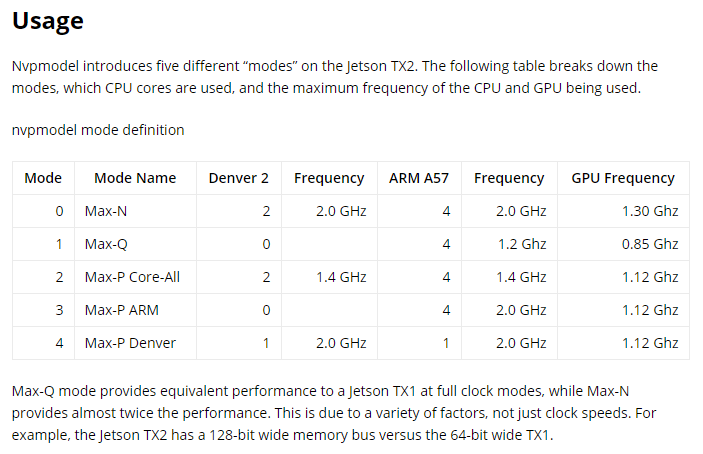 Usage
Nvpmodel introduces five different “modes” on the Jetson TX2. The following table breaks down the
modes, which CPU cores are used, and the maximum frequency of the CPU and GPU being used.
nvpmodel mode definition
Mode Mode Name Denver 2 Frequency ARM A57 Frequency GPU Frequency
0 Max-N 2 2.0 GHz 4 2.0 GHz 1.30 Ghz
1 Max-Q 0 4 1.2 Ghz 0.85 Ghz
2 Max-P Core-All 2 1.4 GHz 4 1.4 GHz 1.12 Ghz
3 Max-P ARM 0 4 2.0 GHz 1.12 Ghz
4 Max-P Denver 1 2.0 GHz 1 2.0 GHz 1.12 Ghz
Max-Q mode provides equivalent performance to a Jetson TX1 at full clock modes, while Max-N
provides almost twice the performance. This is due to a variety of factors, not just clock speeds. For
example, the Jetson TX2 has a 128-bit wide memory bus versus the 64-bit wide TX1.